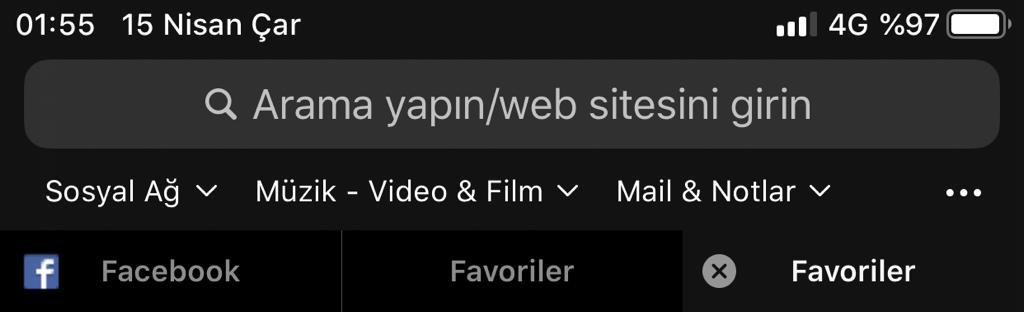 01:55 15 Nisan Çar 4G %97
Arama yapın/web sitesini girin
Sosyal Ağ Müzik - Video & Film Mail & Notlar •••
f Facebook Favoriler Favoriler